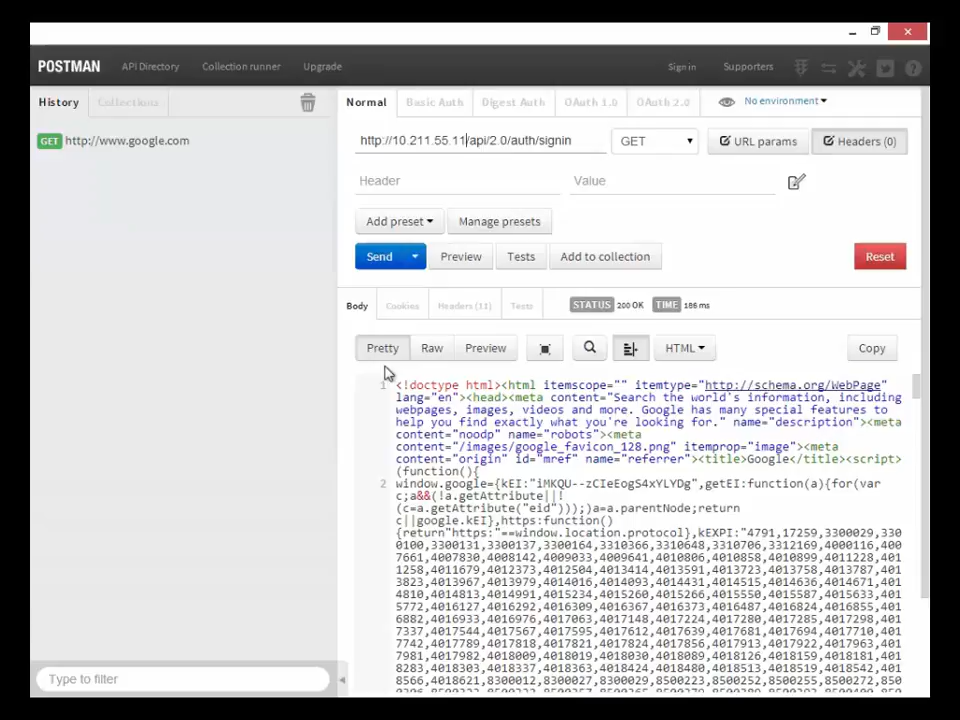 POSTMAN API Directory Collection runner Upgrade Sign in Supporters
History Collections Normal Basic Auth Digest Auth OAuth 1.0 OAuth 2.0 No environment
GET http://www.google.com http://10.211.55.11/api/2.0/auth/signin GET URL params Headers (0)
Header Value
Add preset Manage presets
Send Preview Tests Add to collection Reset
Body Cookies Headers (11) Tests STATUS 200 OK TIME 186 ms
Pretty Raw Preview HTML Copy
1 <!doctype html><html itemscope="" itemtype="http://schema.org/WebPage"
lang="en"><head><meta content="Search the world's information, including
webpages, images, videos and more. Google has many special features to
help you find exactly what you're looking for." name="description"><meta
content="noodp" name="robots"><meta
content="/images/google_favicon_128.png" itemprop="image"><meta
content="origin" id="mref" name="referrer"><title>Google</title><script>
(function(){
2 window.google={kEI:"iMKQU--zCIeEogS4xYLYDg",getEI:function(a){for(var
c;a&&(!a.getAttribute||!
(c=a.getAttribute("eid")));)a=a.parentNode;return
c||google.kEI},https:function()
{return"https:"==window.location.protocol},kEXPI:"4791,17259,3300029,330
0100,3300131,3300137,3300164,3310366,3310648,3310706,3312169,4000116,400
7661,4007830,4008142,4009033,4009641,4010806,4010858,4010899,4011228,401
1258,4011679,4012373,4012504,4013414,4013591,4013723,4013758,4013787,401
3823,4013967,4013979,4014016,4014093,4014431,4014515,4014636,4014671,401
4810,4014813,4014991,4015234,4015260,4015266,4015550,4015587,4015633,401
5772,4016127,4016292,4016309,4016367,4016373,4016487,4016824,4016855,401
6882,4016933,4016976,4017063,4017148,4017224,4017280,4017285,4017298,401
7337,4017544,4017567,4017595,4017612,4017639,4017681,4017694,4017710,401
7742,4017789,4017818,4017821,4017824,4017856,4017913,4017922,4017963,401
7981,4017982,4018009,4018019,4018030,4018089,4018126,4018159,4018181,401
8283,4018303,4018337,4018363,4018424,4018480,4018513,4018519,4018542,401
8566,4018621,8300012,8300027,8300029,8500223,8500252,8500255,8500272,850
Type to filter